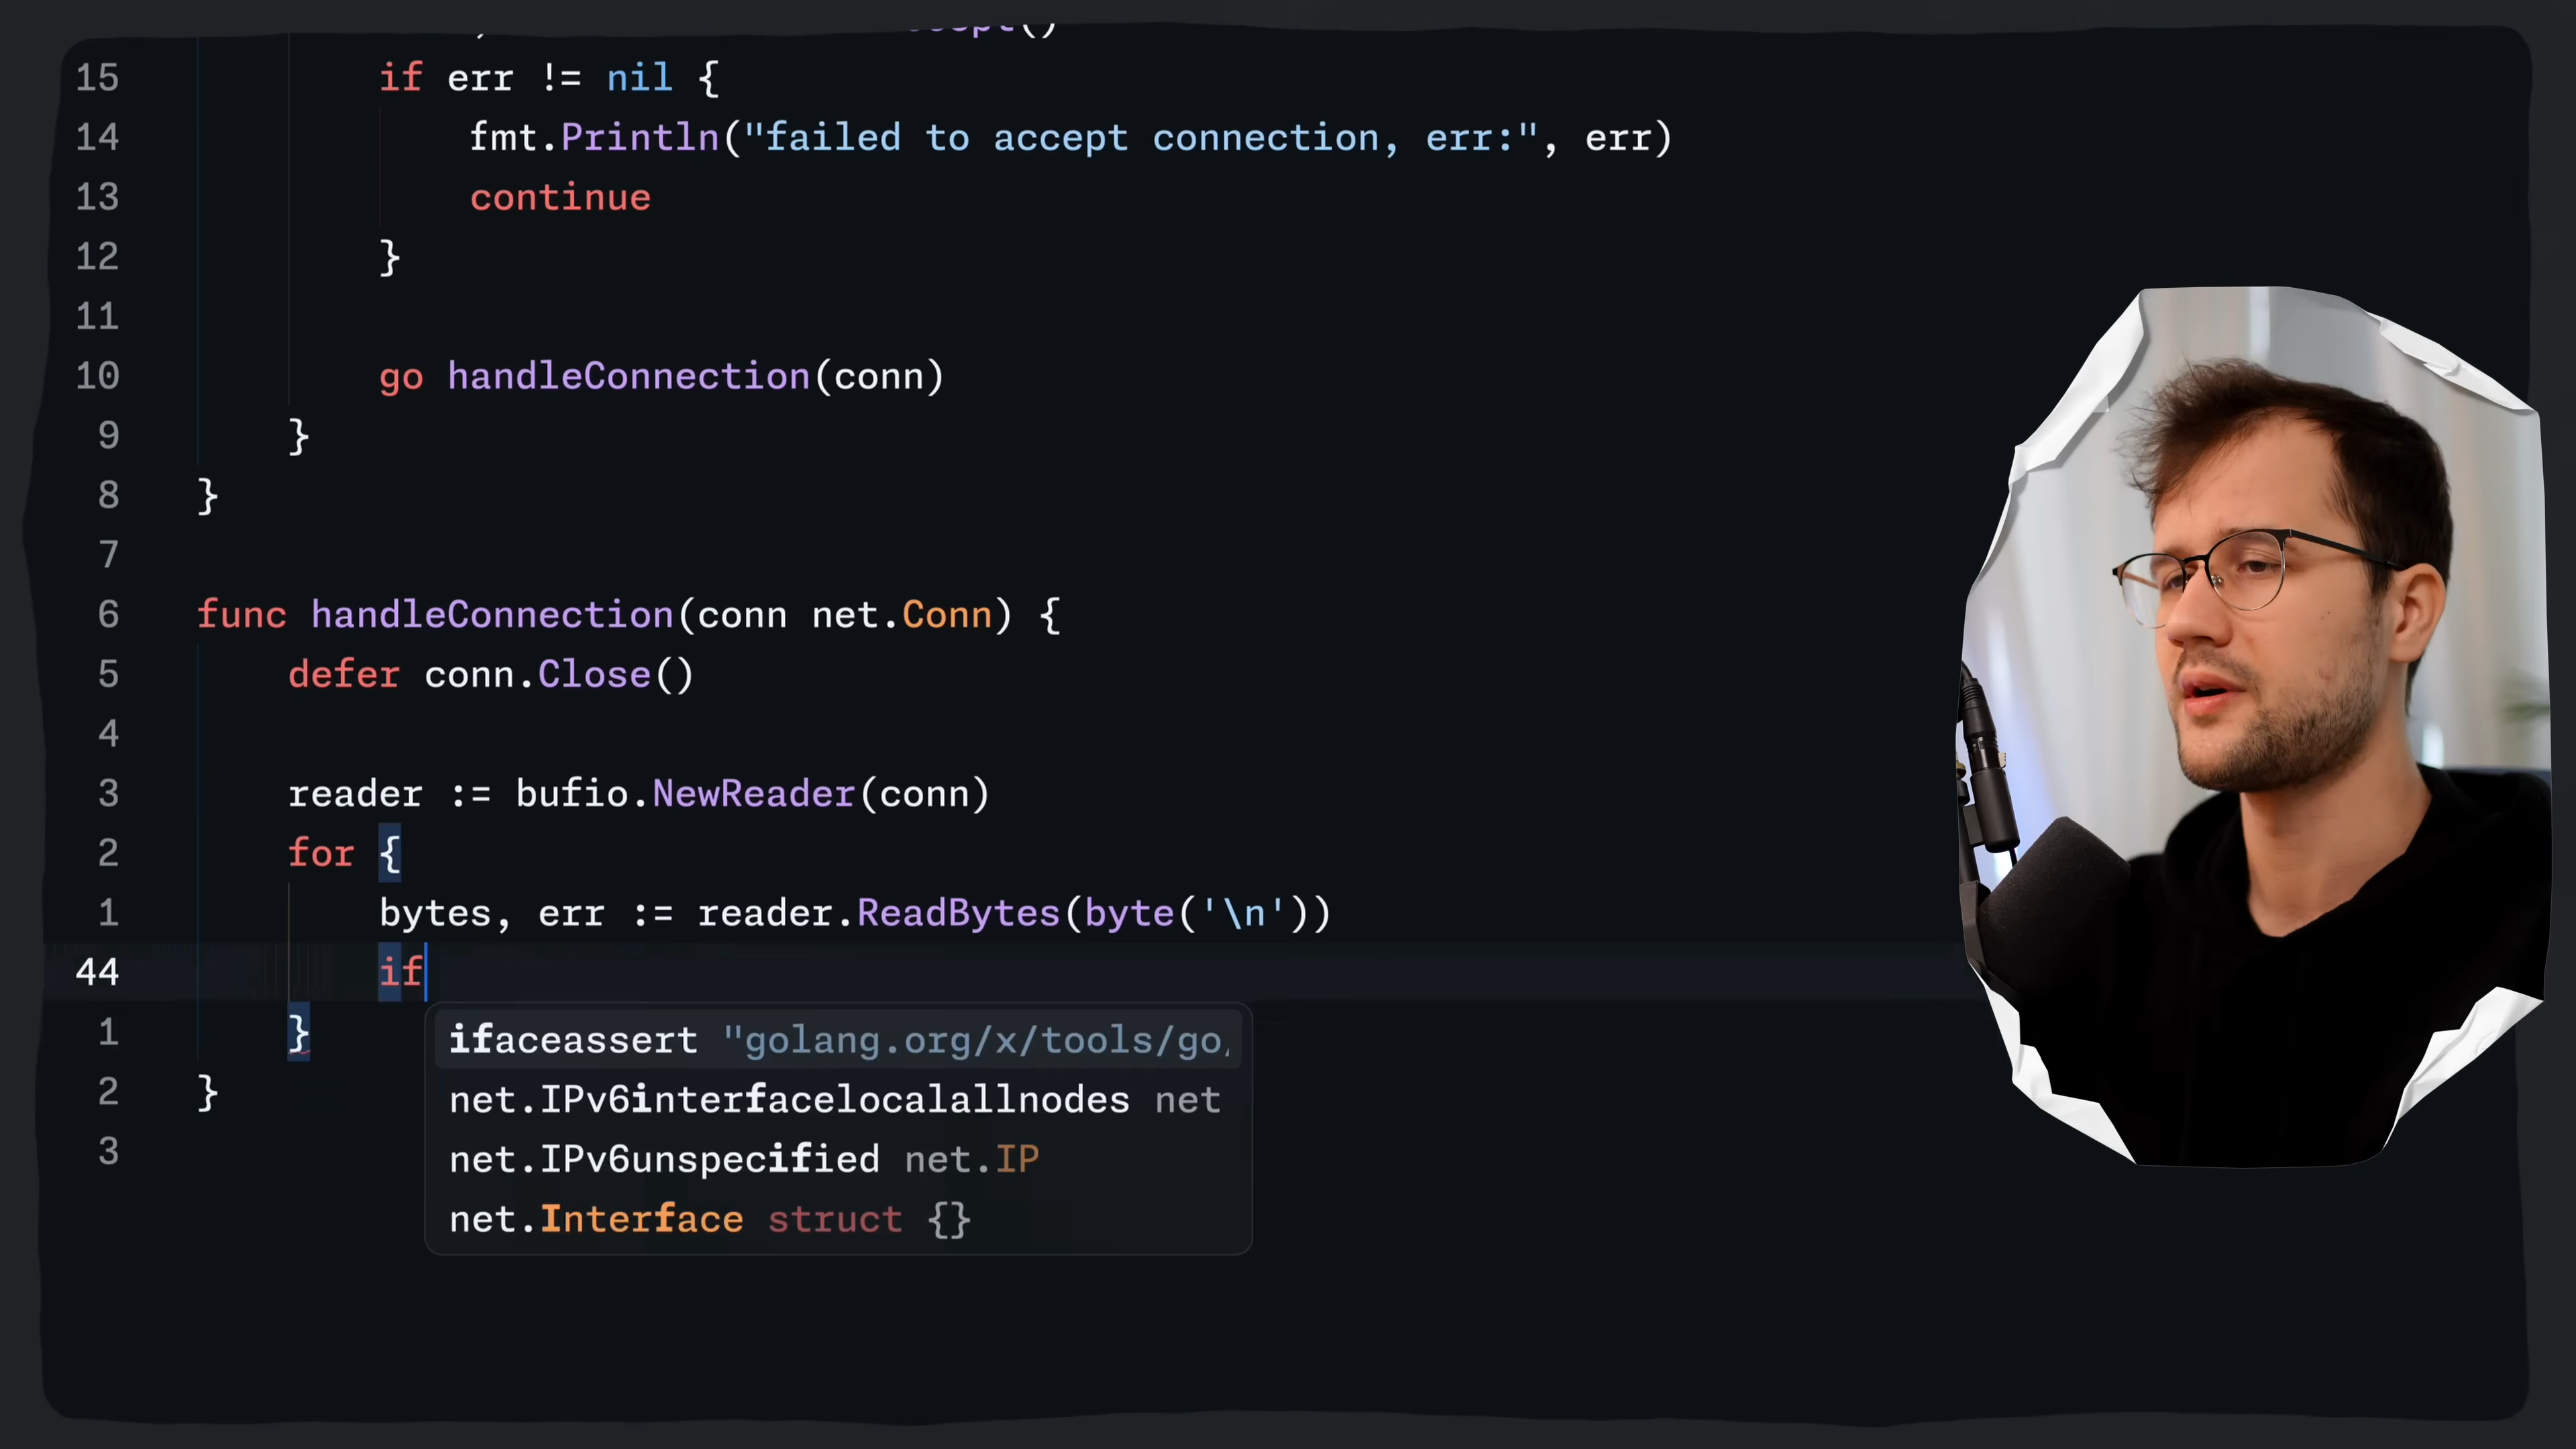 15 if err != nil {
14 fmt.Println("failed to accept connection, err:", err)
13 continue
12 }
11
10 go handleConnection(conn)
9 }
8 }
7
6 func handleConnection(conn net.Conn) {
5 defer conn.Close()
4
3 reader := bufio.NewReader(conn)
2 for {
1 bytes, err := reader.ReadBytes(byte('\n'))
44 if
1 }
2 }
3
ifaceassert "golang.org/x/tools/go/
net.IPv6interfacelocalallnodes net
net.IPv6unspecified net.IP
net.Interface struct {}